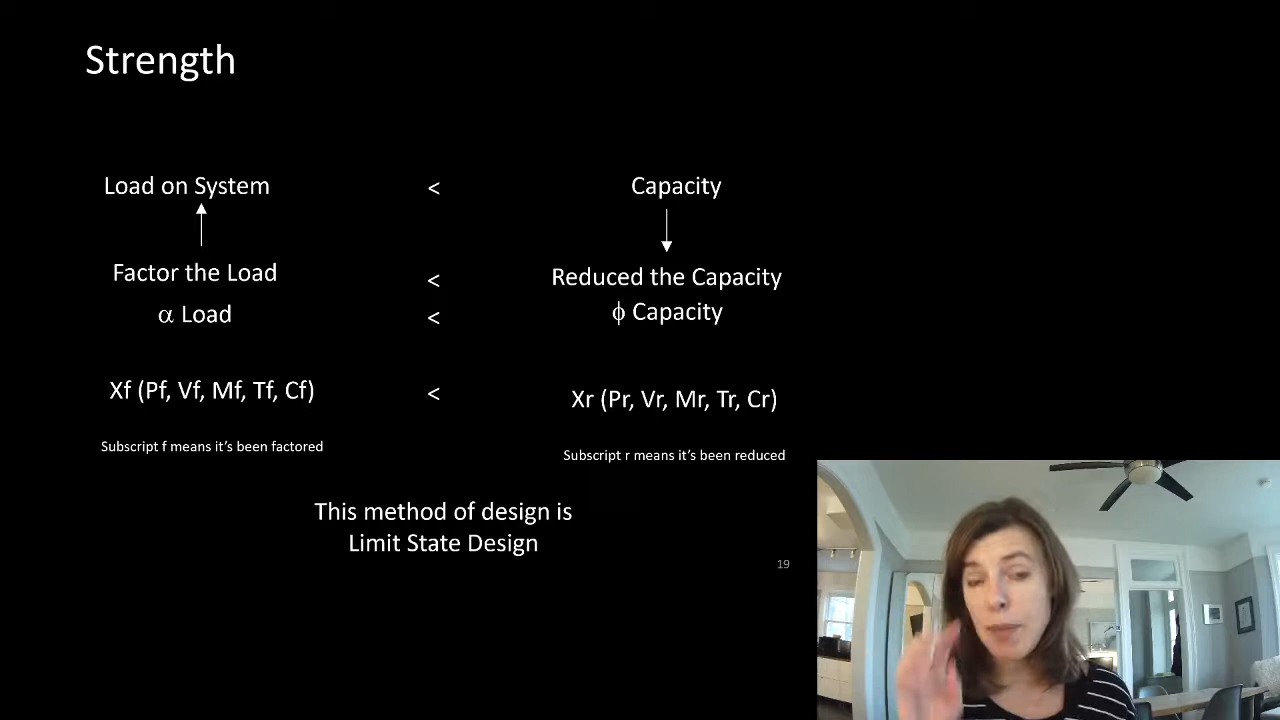 Strength
Load on System
<
Capacity
Factor the Load
<
Reduced the Capacity
α Load
<
ϕ Capacity
Xf (Pf, Vf, Mf, Tf, Cf)
<
Xr (Pr, Vr, Mr, Tr, Cr)
Subscript f means it’s been factored
Subscript r means it’s been reduced
This method of design is
Limit State Design
19